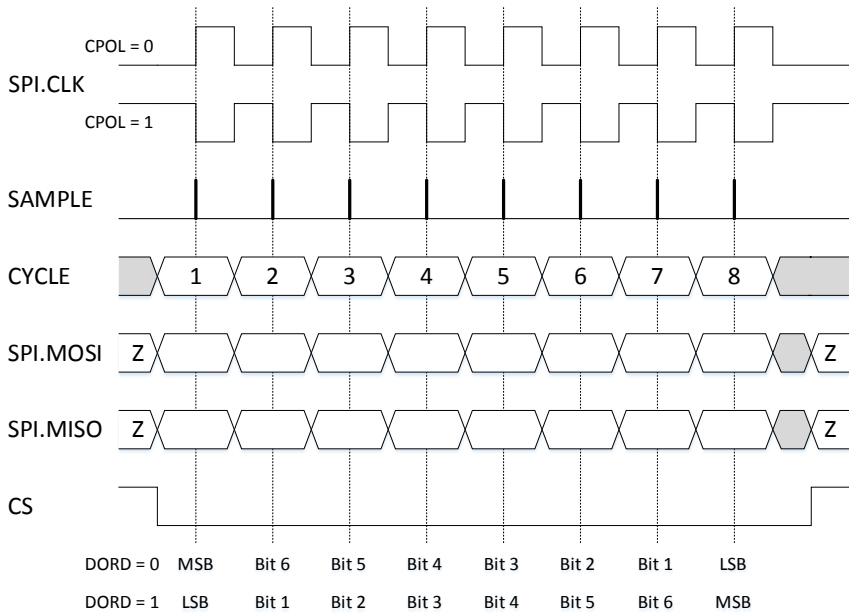 CPOL = 0
SPI.CLK
CPOL = 1
SAMPLE
CYCLE 1 2 3 4 5 6 7 8
SPI.MOSI Z Z
SPI.MISO Z Z
CS
DORD = 0 MSB Bit 6 Bit 5 Bit 4 Bit 3 Bit 2 Bit 1 LSB
DORD = 1 LSB Bit 1 Bit 2 Bit 3 Bit 4 Bit 5 Bit 6 MSB